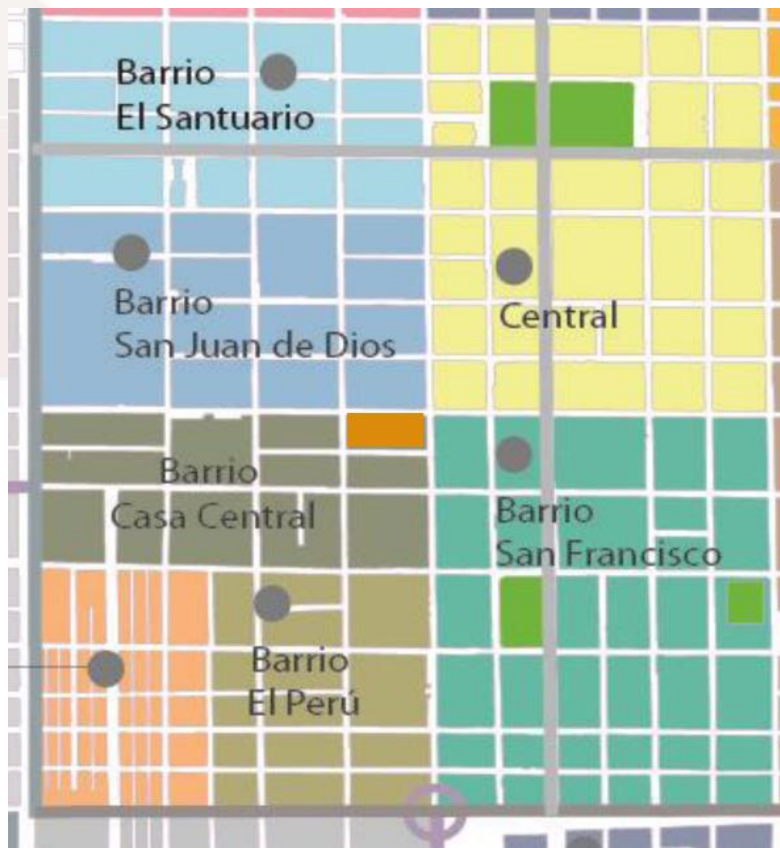 Barrio
El Santuario
Barrio
San Juan de Dios
Central
Barrio
Casa Central
Barrio
San Francisco
Barrio
El Perú